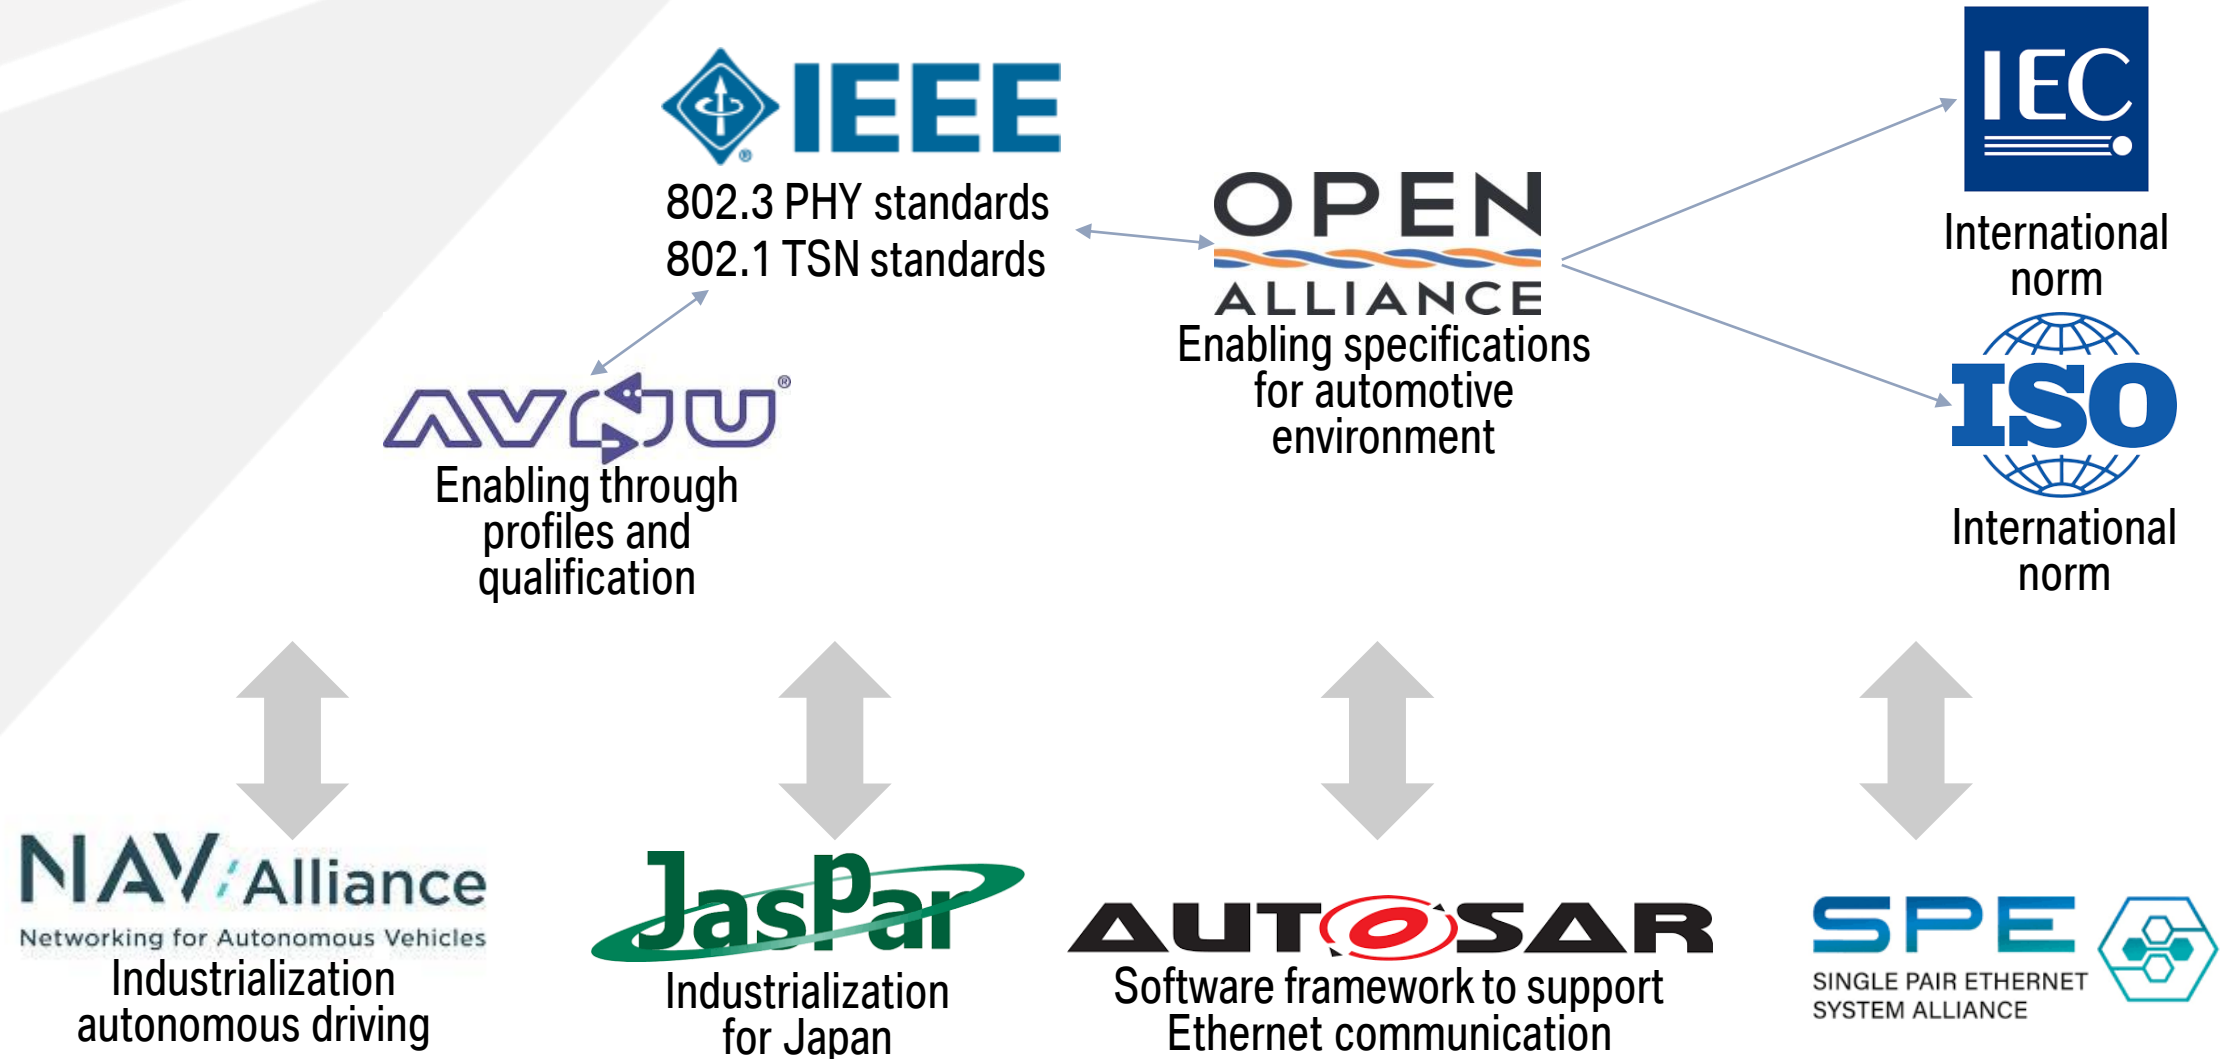 IEEE
802.3 PHY standards
802.1 TSN standards
OPEN
ALLIANCE
Enabling specifications
for automotive
environment
IEC
International
norm
ISO
International
norm
AVNU
Enabling through
profiles and
qualification
NAV Alliance
Networking for Autonomous Vehicles
Industrialization
autonomous driving
JasPar
Industrialization
for Japan
AUTOSAR
Software framework to support
Ethernet communication
SPE
SINGLE PAIR ETHERNET
SYSTEM ALLIANCE